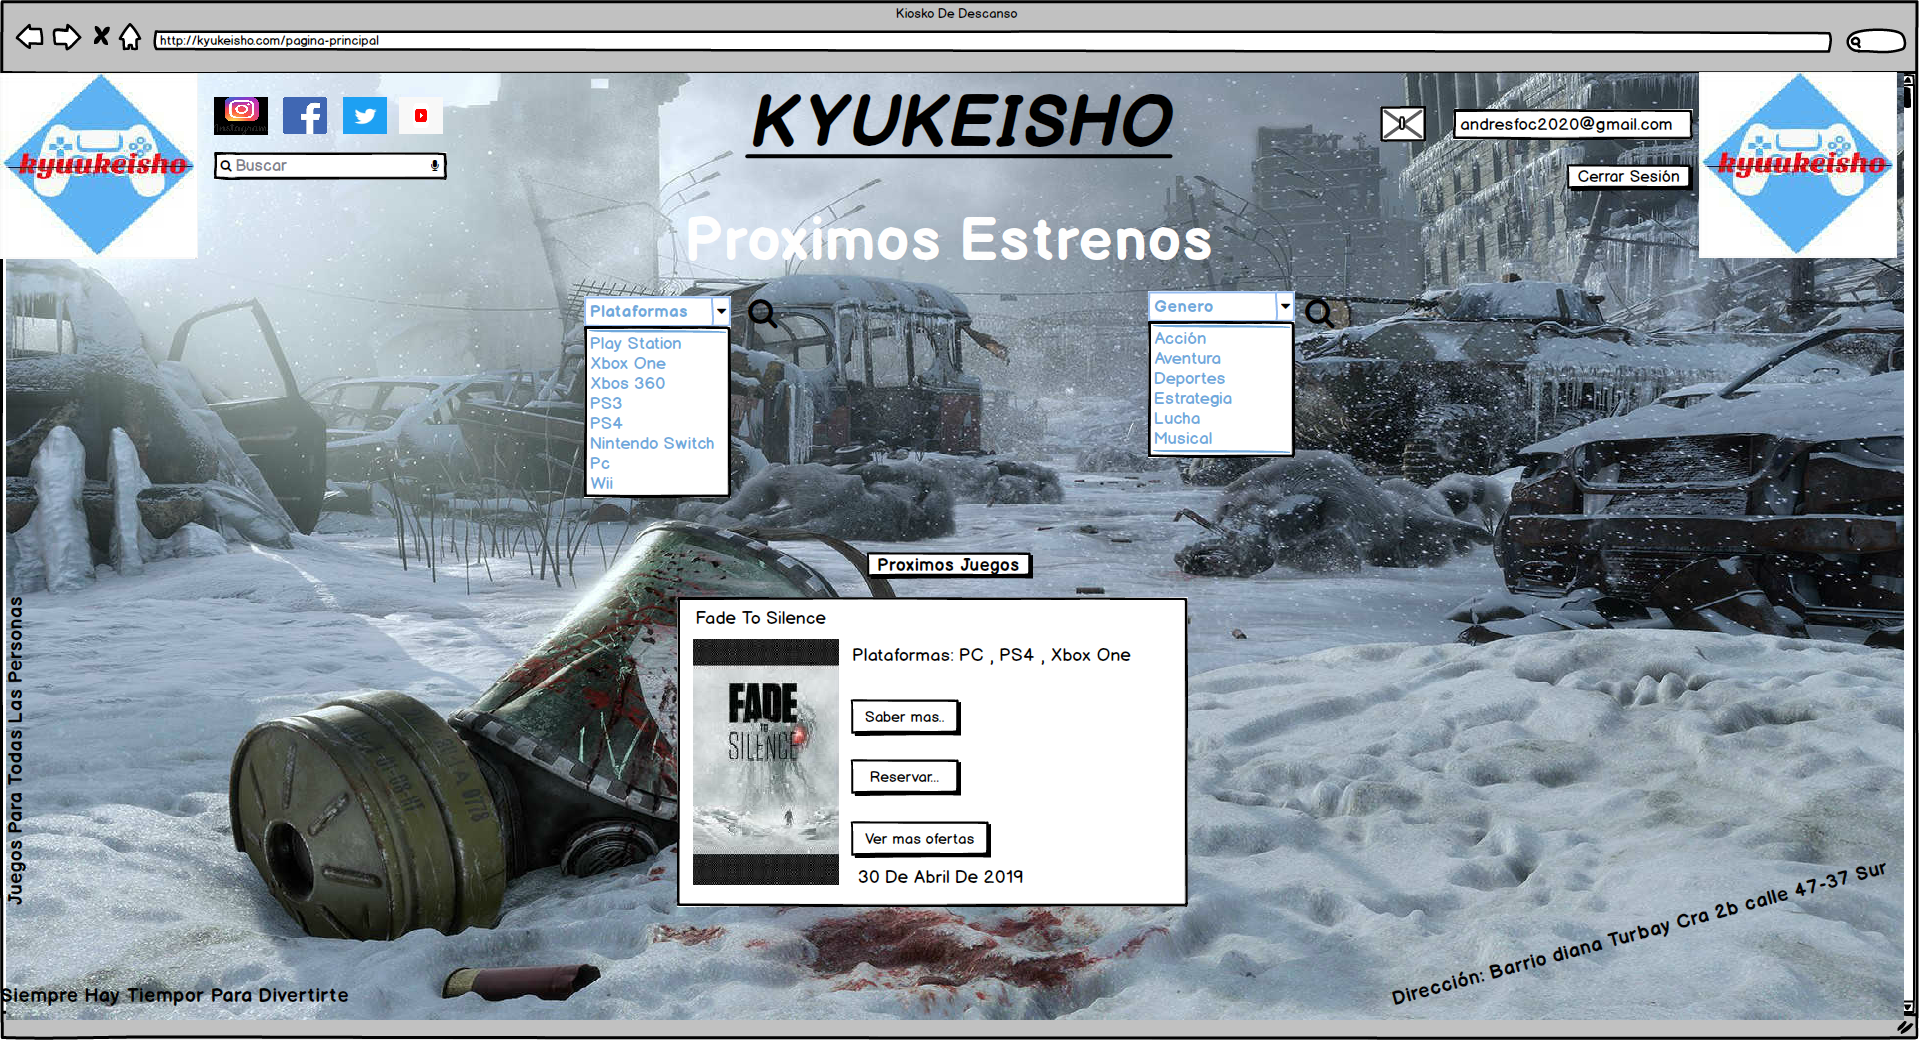 Kiosko De Descanso
http://kyukeisho.com/pagina-principal
kyuukeisho
Instagram
Buscar
KYUKEISHO
0
andresfoc2020@gmail.com
Cerrar Sesión
kyuukeisho
Proximos Estrenos
Plataformas
Play Station
Xbox One
Xbos 360
PS3
PS4
Nintendo Switch
Pc
Wii
Genero
Acción
Aventura
Deportes
Estrategia
Lucha
Musical
Proximos Juegos
Fade To Silence
FADE
TO
SILENCE
Plataformas: PC , PS4 , Xbox One
Saber mas..
Reservar...
Ver mas ofertas
30 De Abril De 2019
Juegos Para Todas Las Personas
Siempre Hay Tiempor Para Divertirte
Dirección: Barrio diana Turbay Cra 2b calle 47-37 Sur